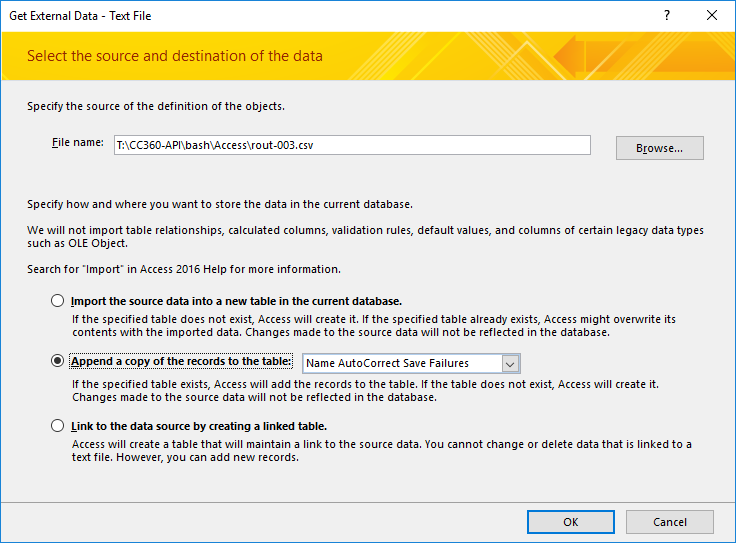 Get External Data - Text File
Select the source and destination of the data
Specify the source of the definition of the objects.
File name: T:\CC360-API\bash\Access\rout-003.csv Browse...
Specify how and where you want to store the data in the current database.
We will not import table relationships, calculated columns, validation rules, default values, and columns of certain legacy data types
such as OLE Object.
Search for "Import" in Access 2016 Help for more information.
Import the source data into a new table in the current database.
If the specified table does not exist, Access will create it. If the specified table already exists, Access might overwrite its
contents with the imported data. Changes made to the source data will not be reflected in the database.
Append a copy of the records to the table: Name AutoCorrect Save Failures
If the specified table exists, Access will add the records to the table. If the table does not exist, Access will create it.
Changes made to the source data will not be reflected in the database.
Link to the data source by creating a linked table.
Access will create a table that will maintain a link to the source data. You cannot change or delete data that is linked to a
text file. However, you can add new records.
OK Cancel